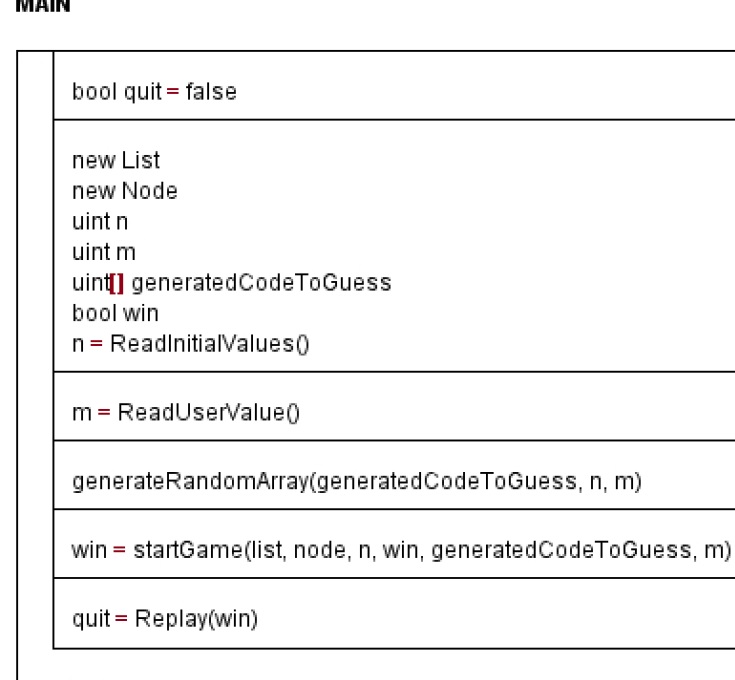 MAIN
bool quit = false
new List
new Node
uint n
uint m
uint[] generatedCodeToGuess
bool win
n = ReadInitialValues()
m = ReadUserValue()
generateRandomArray(generatedCodeToGuess, n, m)
win = startGame(list, node, n, win, generatedCodeToGuess, m)
quit = Replay(win)